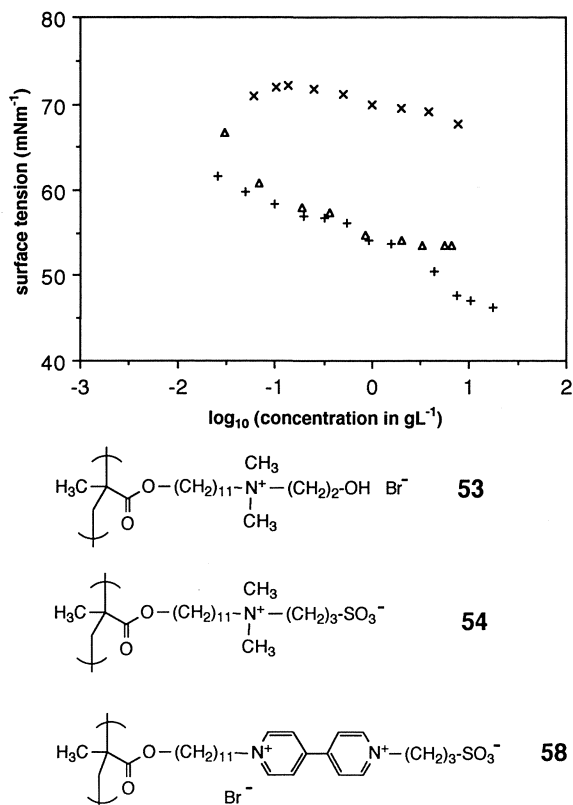 80
70
60
50
40
surface tension (mNm⁻¹)
-3 -2 -1 0 1 2
log₁₀ (concentration in gL⁻¹)
CH₃
H₃C O–(CH₂)₁₁–N⁺–(CH₂)₂-OH Br⁻ 53
O CH₃
CH₃
H₃C O–(CH₂)₁₁–N⁺–(CH₂)₃-SO₃⁻ 54
O CH₃
H₃C O–(CH₂)₁₁–N⁺ N⁺–(CH₂)₃-SO₃⁻ 58
O
Br⁻